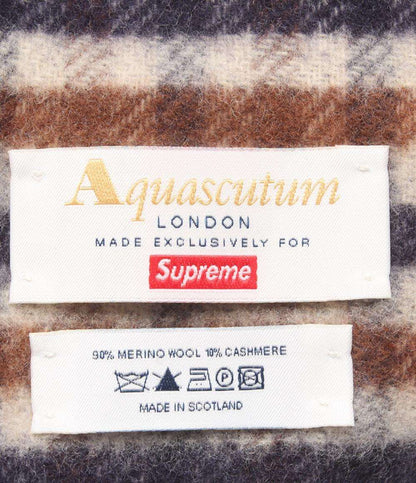 Aquascutum
LONDON
MADE EXCLUSIVELY FOR
Supreme
90% MERINO WOOL 10% CASHMERE
MADE IN SCOTLAND